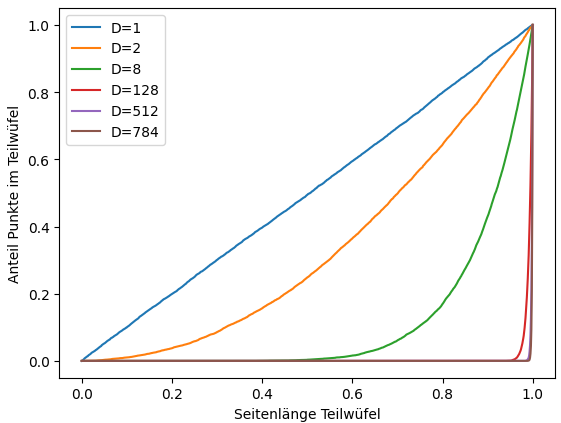 1.0
0.8
0.6
0.4
0.2
0.0
Anteil Punkte im Teilwüfel
D=1
D=2
D=8
D=128
D=512
D=784
0.0 0.2 0.4 0.6 0.8 1.0
Seitenlänge Teilwüfel